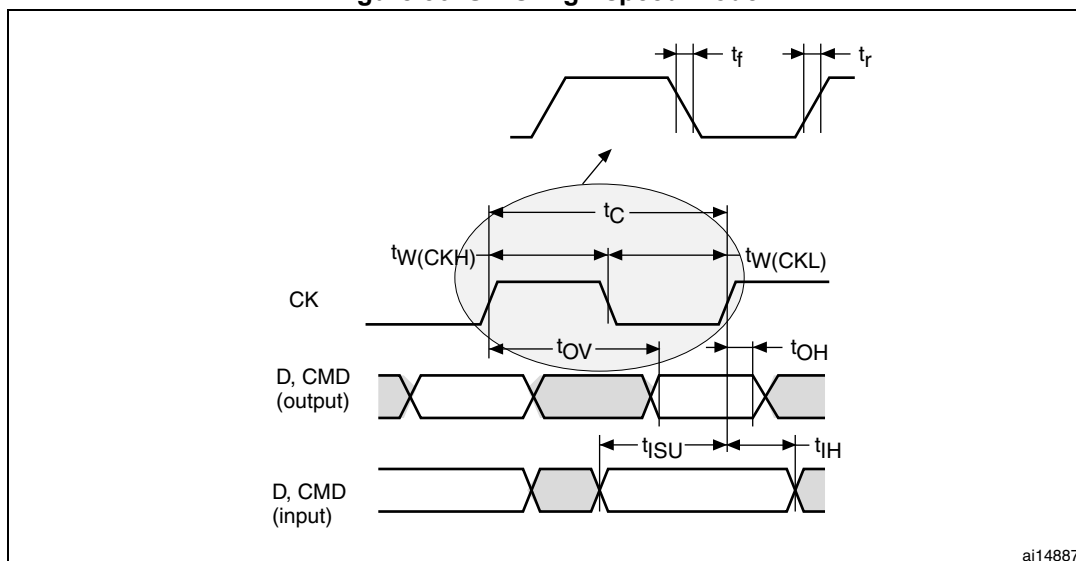 tf
tr
tC
tW(CKH)
tW(CKL)
CK
tOV
tOH
D, CMD
(output)
tISU
tIH
D, CMD
(input)
ai14887